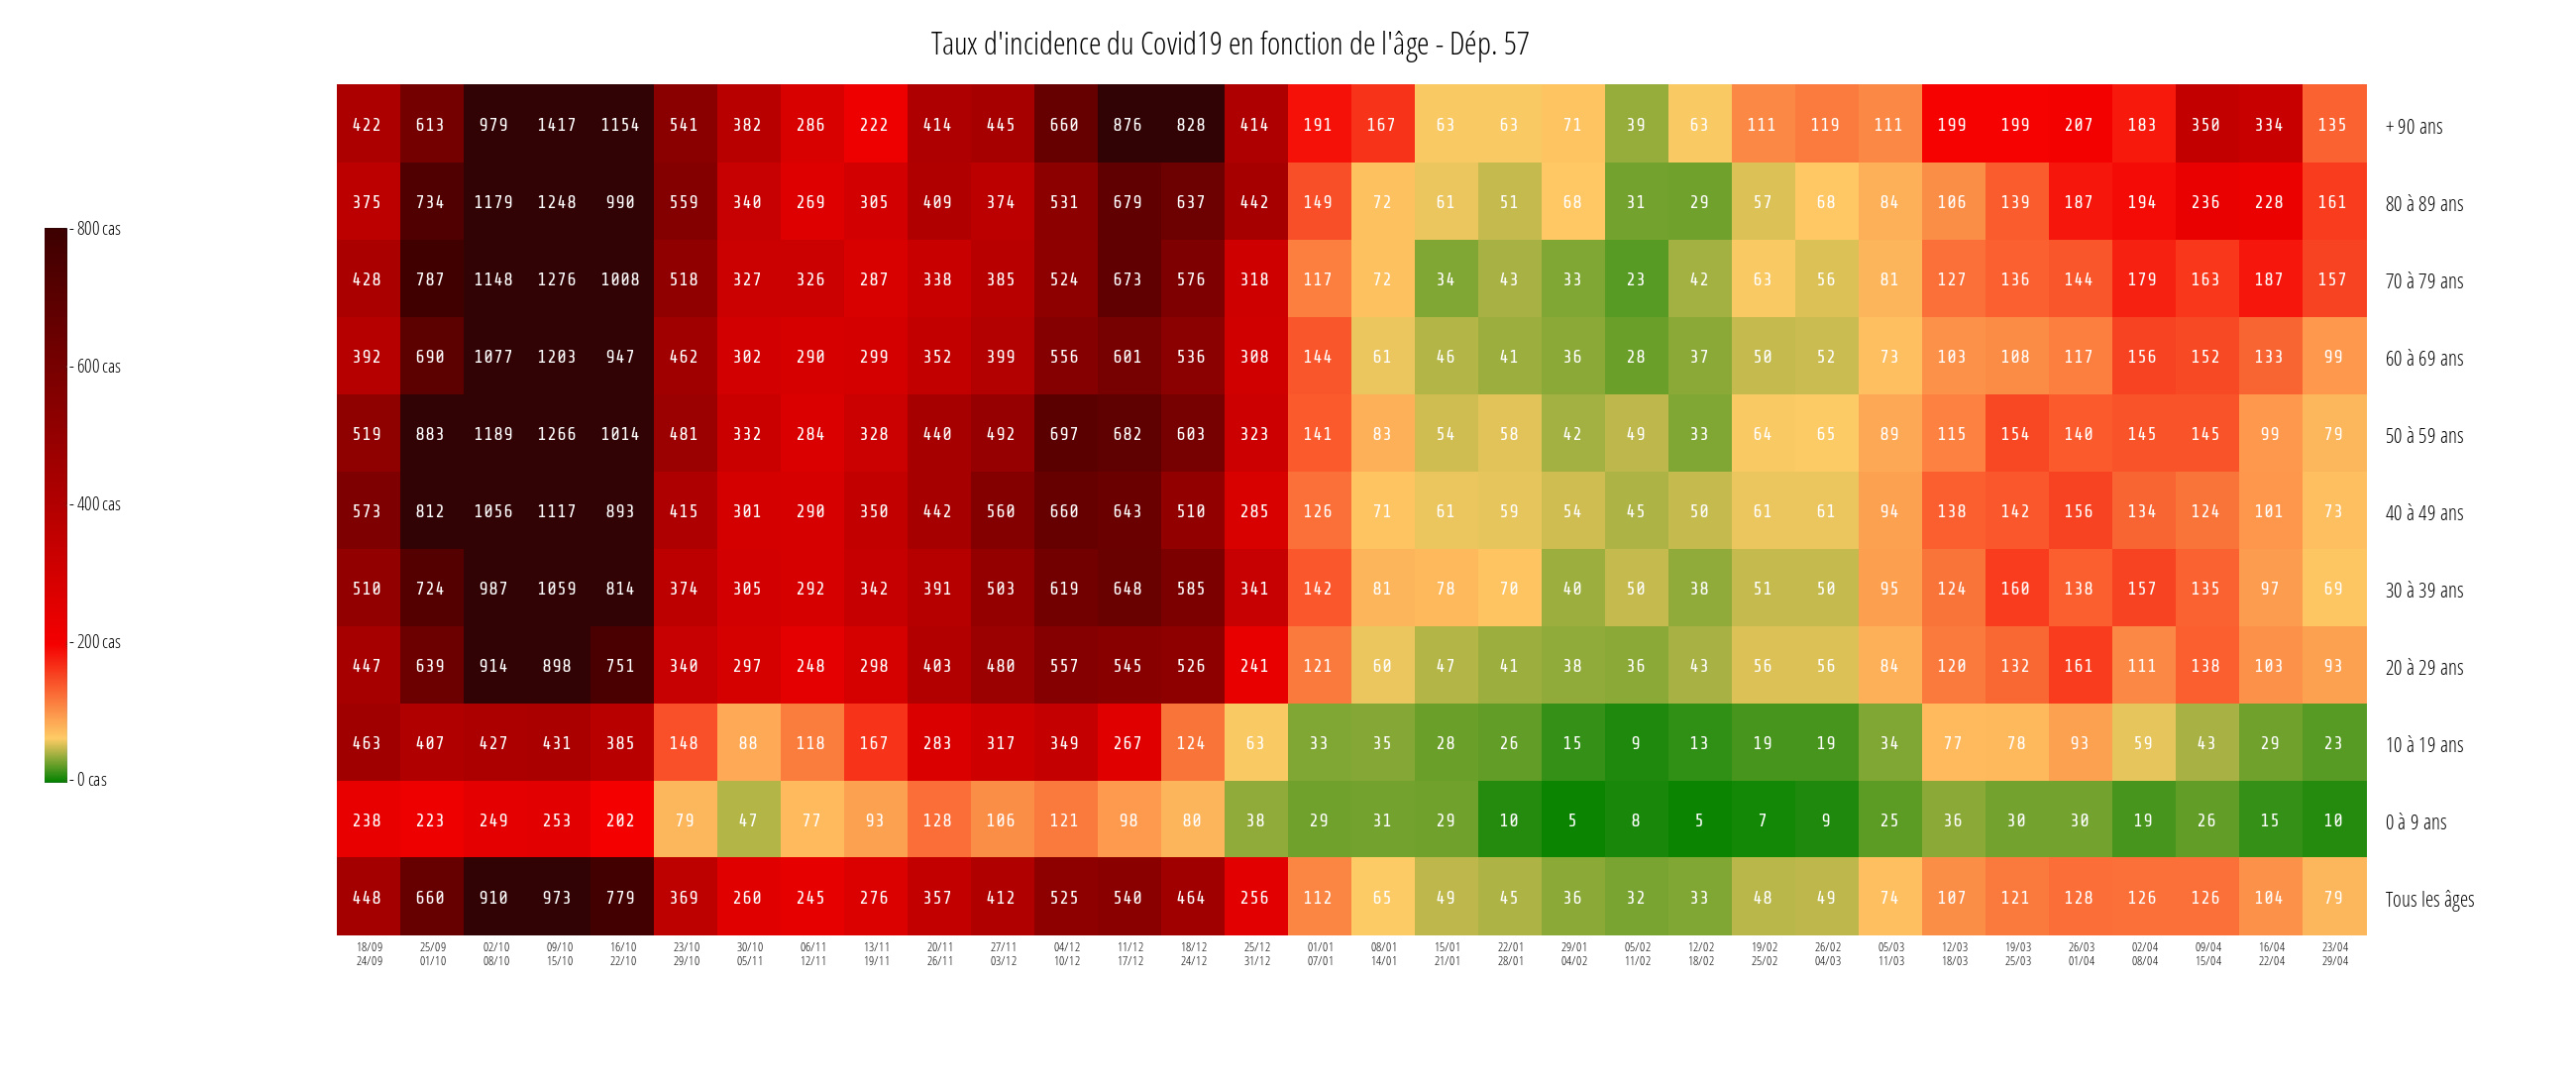 Taux d'incidence du Covid19 en fonction de l'âge - Dép. 57
422 613 979 1417 1154 541 382 286 222 414 445 660 876 828 414 191 167 63 63 71 39 63 111 119 111 199 199 207 183 350 334 135 + 90 ans
375 734 1179 1248 990 559 340 269 305 409 374 531 679 637 442 149 72 61 51 68 31 29 57 68 84 106 139 187 194 236 228 161 80 à 89 ans
- 800 cas
428 787 1148 1276 1008 518 327 326 287 338 385 524 673 576 318 117 72 34 43 33 23 42 63 56 81 127 136 144 179 163 187 157 70 à 79 ans
392 690 1077 1203 947 462 302 290 299 352 399 556 601 536 308 144 61 46 41 36 28 37 50 52 73 103 108 117 156 152 133 99 60 à 69 ans
- 600 cas
519 883 1189 1266 1014 481 332 284 328 440 492 697 682 603 323 141 83 54 58 42 49 33 64 65 89 115 154 140 145 145 99 79 50 à 59 ans
- 400 cas
573 812 1056 1117 893 415 301 290 350 442 560 660 643 510 285 126 71 61 59 54 45 50 61 61 94 138 142 156 134 124 101 73 40 à 49 ans
510 724 987 1059 814 374 305 292 342 391 503 619 648 585 341 142 81 78 70 40 50 38 51 50 95 124 160 138 157 135 97 69 30 à 39 ans
- 200 cas
447 639 914 898 751 340 297 248 298 403 480 557 545 526 241 121 60 47 41 38 36 43 56 56 84 120 132 161 111 138 103 93 20 à 29 ans
463 407 427 431 385 148 88 118 167 283 317 349 267 124 63 33 35 28 26 15 9 13 19 19 34 77 78 93 59 43 29 23 10 à 19 ans
- 0 cas
238 223 249 253 202 79 47 77 93 128 106 121 98 80 38 29 31 29 10 5 8 5 7 9 25 36 30 30 19 26 15 10 0 à 9 ans
448 660 910 973 779 369 260 245 276 357 412 525 540 464 256 112 65 49 45 36 32 33 48 49 74 107 121 128 126 126 104 79 Tous les âges
18/09 25/09 02/10 09/10 16/10 23/10 30/10 06/11 13/11 20/11 27/11 04/12 11/12 18/12 25/12 01/01 08/01 15/01 22/01 29/01 05/02 12/02 19/02 26/02 05/03 12/03 19/03 26/03 02/04 09/04 16/04 23/04
24/09 01/10 08/10 15/10 22/10 29/10 05/11 12/11 19/11 26/11 03/12 10/12 17/12 24/12 31/12 07/01 14/01 21/01 28/01 04/02 11/02 18/02 25/02 04/03 11/03 18/03 25/03 01/04 08/04 15/04 22/04 29/04